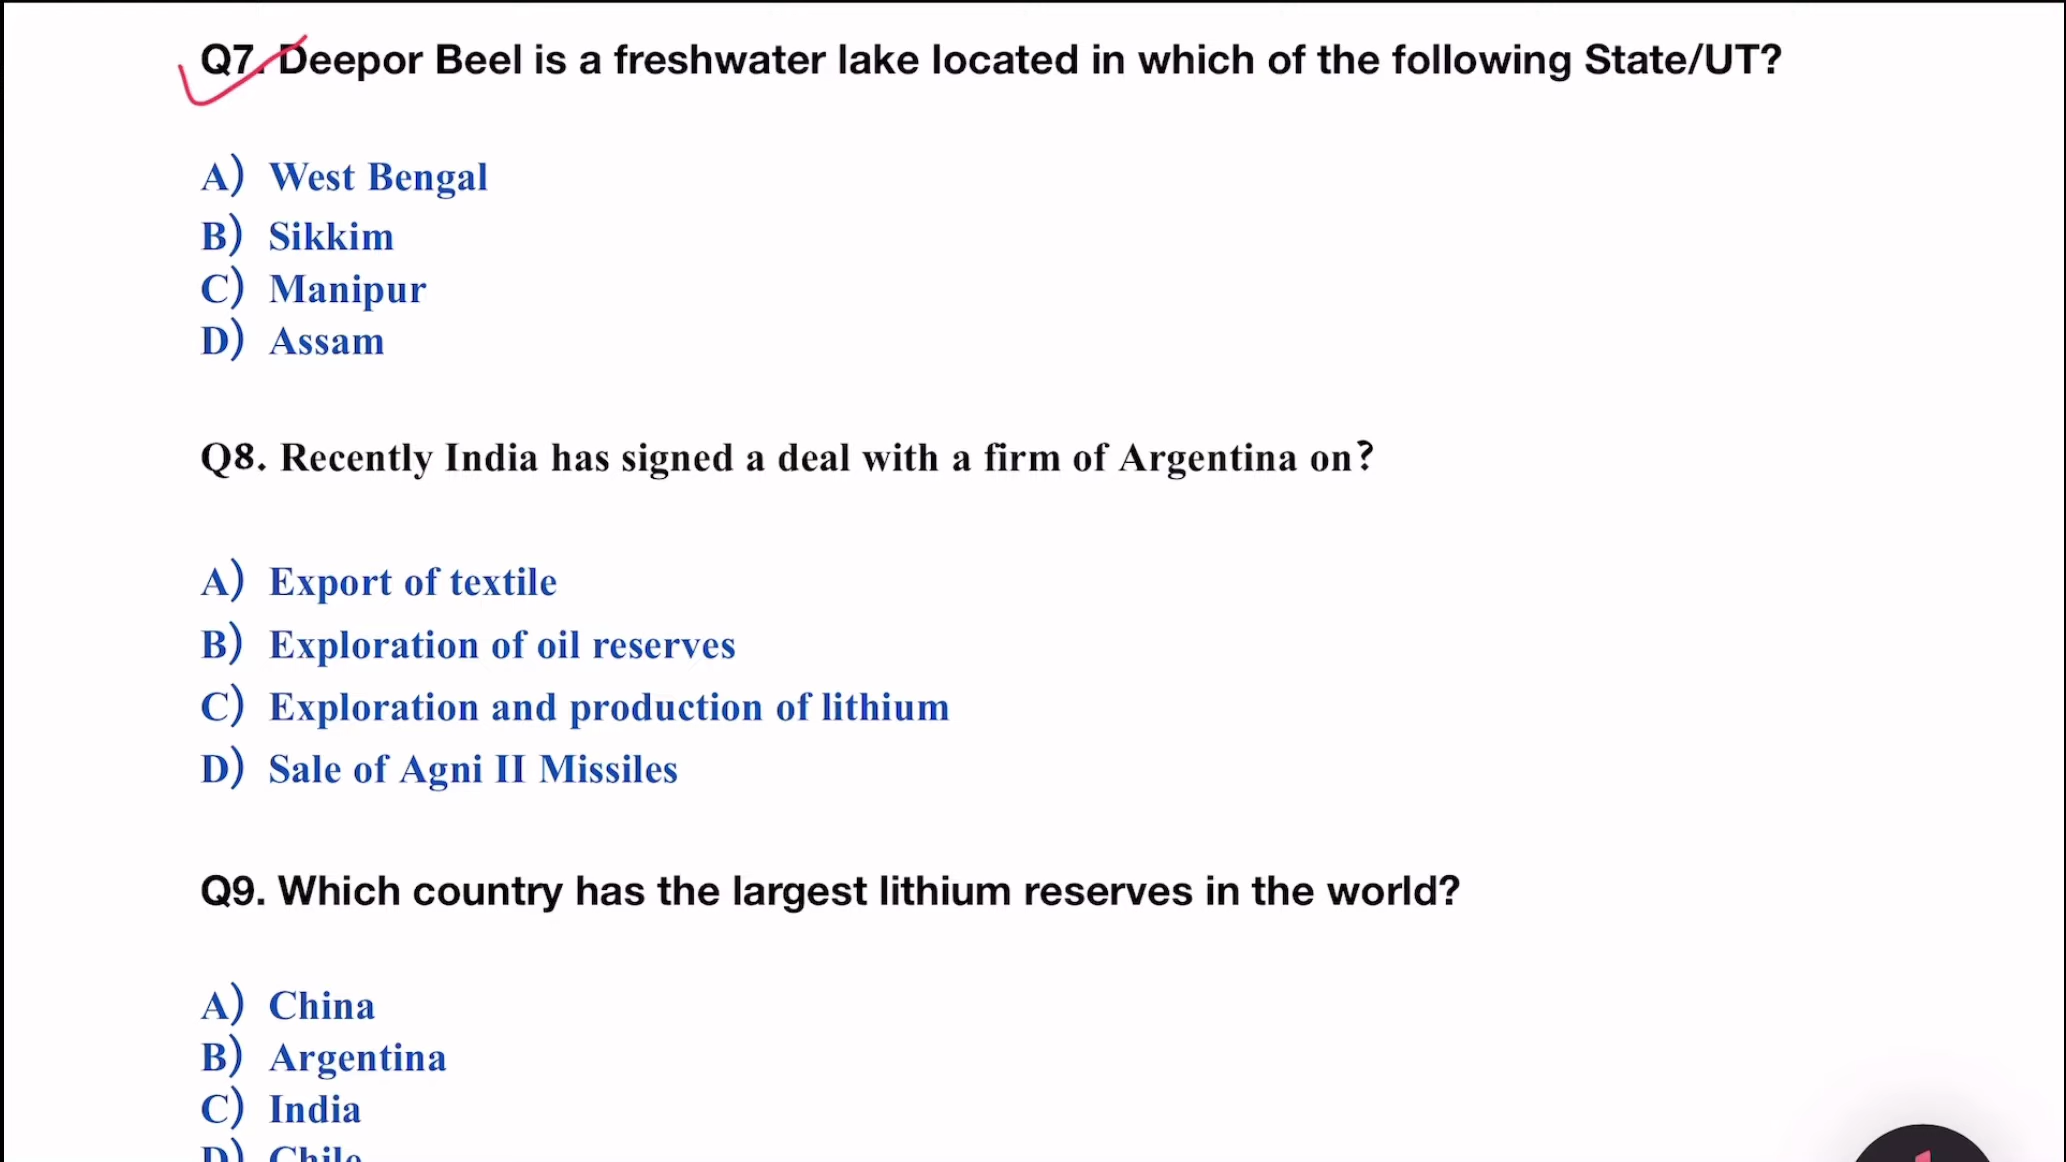 Q7. Deepor Beel is a freshwater lake located in which of the following State/UT?
A) West Bengal
B) Sikkim
C) Manipur
D) Assam
Q8. Recently India has signed a deal with a firm of Argentina on?
A) Export of textile
B) Exploration of oil reserves
C) Exploration and production of lithium
D) Sale of Agni II Missiles
Q9. Which country has the largest lithium reserves in the world?
A) China
B) Argentina
C) India
D) Chile